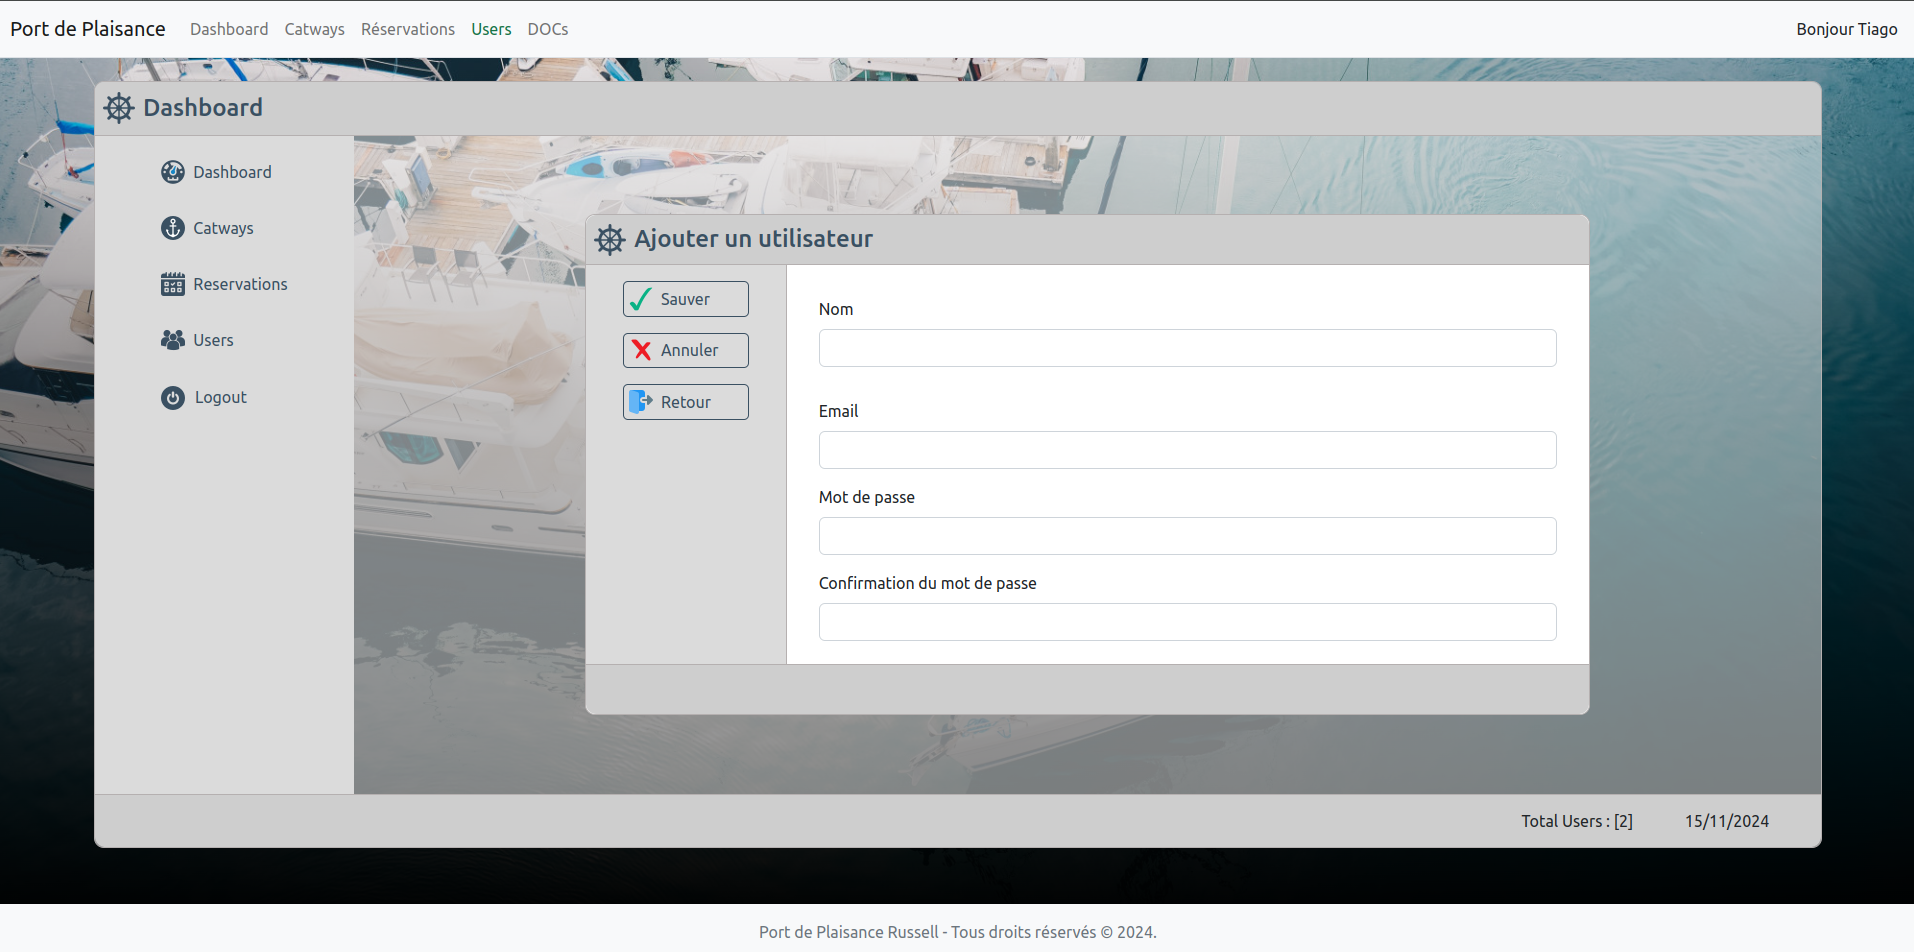 Port de Plaisance Dashboard Catways Réservations Users DOCs Bonjour Tiago
Dashboard
Dashboard
Catways
Reservations
Users
Logout
Ajouter un utilisateur
Sauver
Annuler
Retour
Nom
Email
Mot de passe
Confirmation du mot de passe
Total Users : [2] 15/11/2024
Port de Plaisance Russell - Tous droits réservés © 2024.